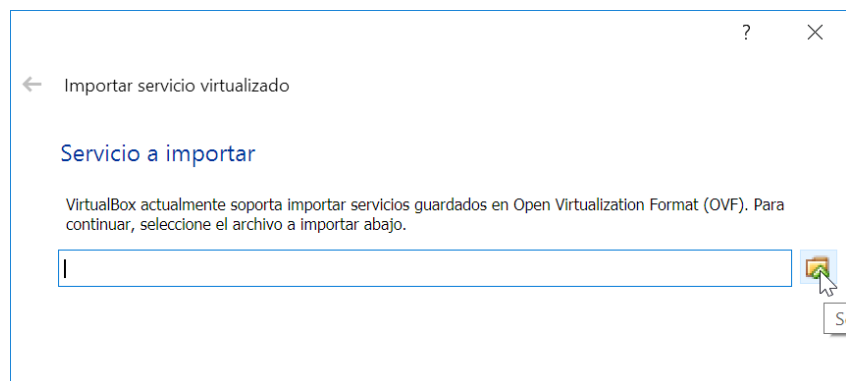 ?
Importar servicio virtualizado
Servicio a importar
VirtualBox actualmente soporta importar servicios guardados en Open Virtualization Format (OVF). Para
continuar, seleccione el archivo a importar abajo.